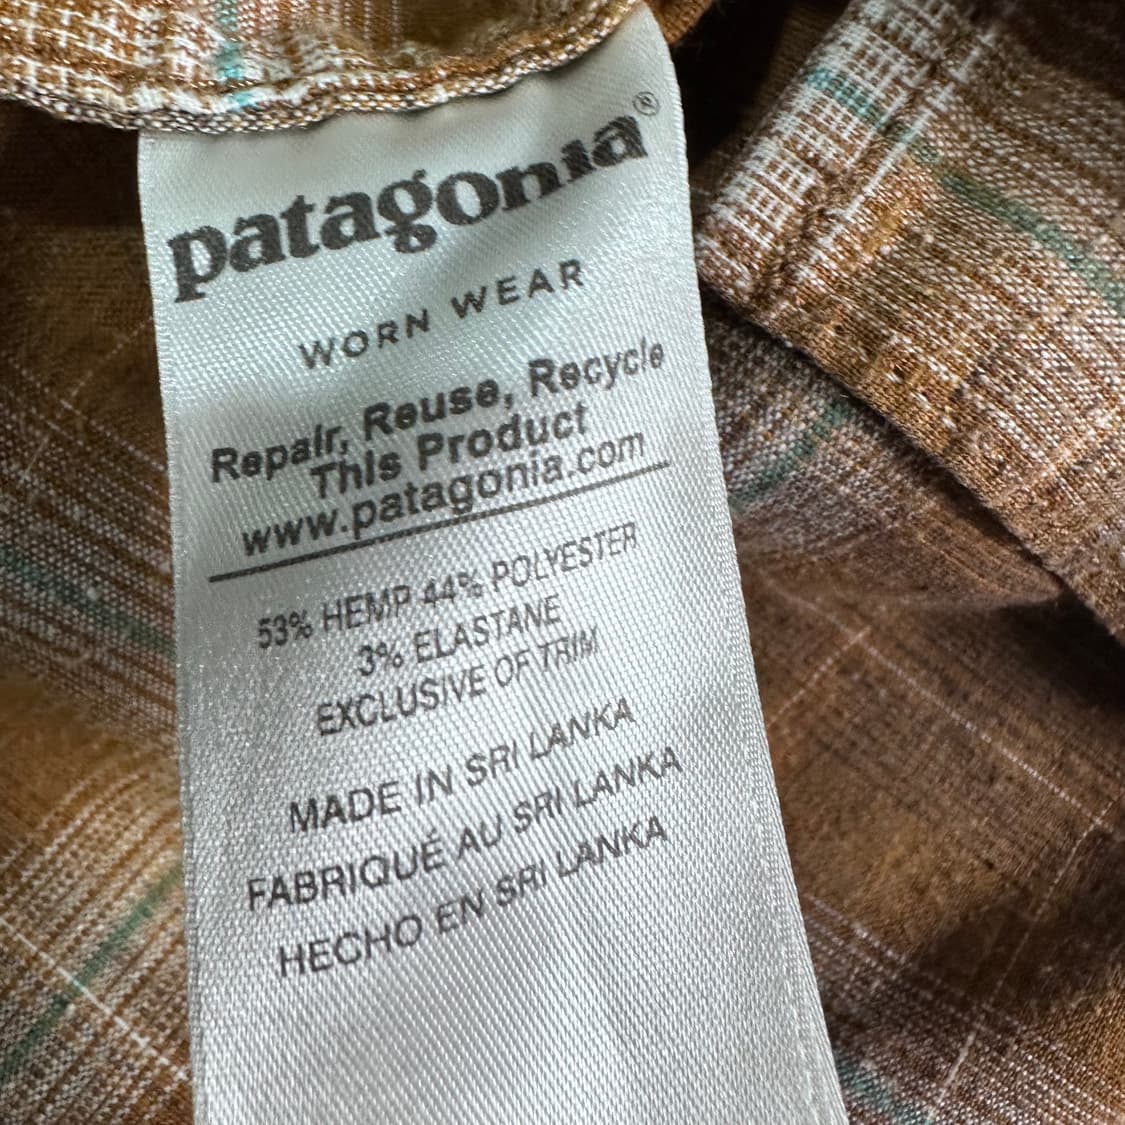 patagonia®
WORN WEAR
Repair, Reuse, Recycle
This Product
www.patagonia.com
53% HEMP 44% POLYESTER
3% ELASTANE
EXCLUSIVE OF TRIM
MADE IN SRI LANKA
FABRIQUÉ AU SRI LANKA
HECHO EN SRI LANKA